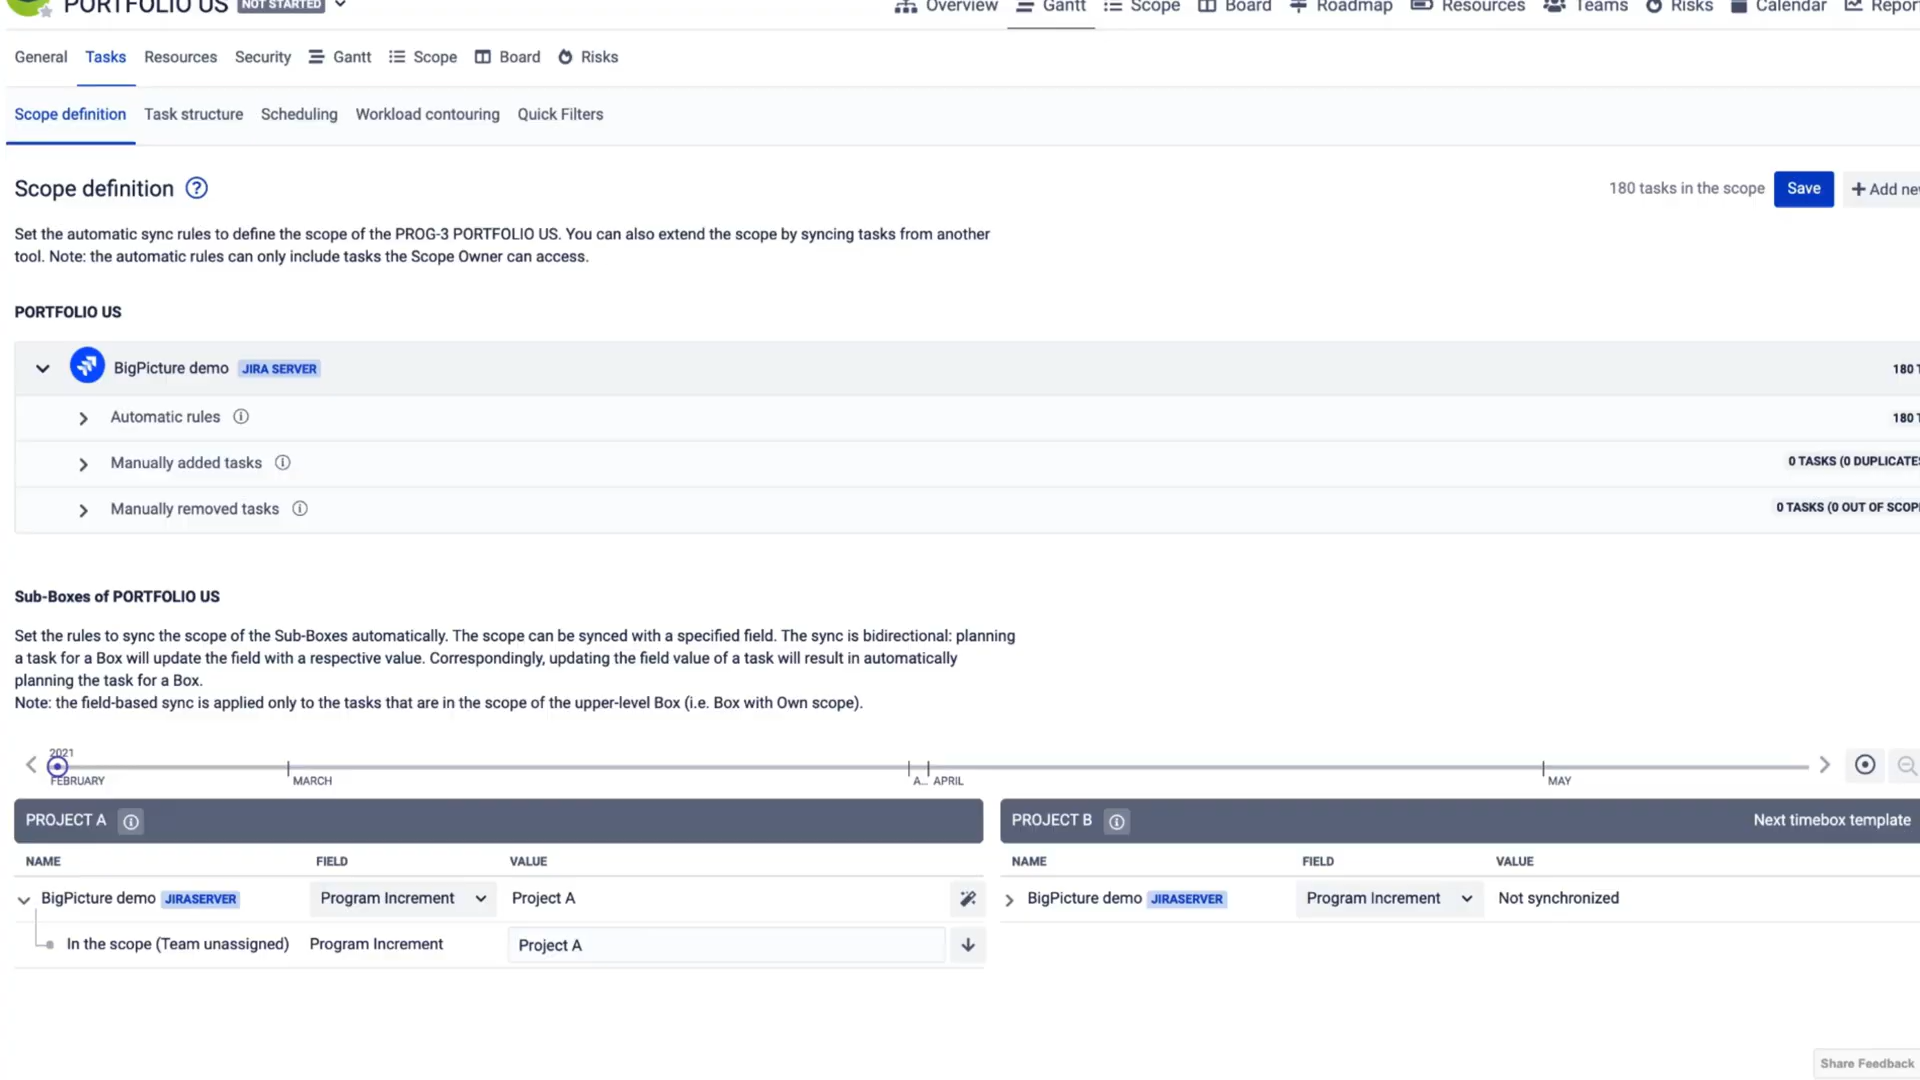 PORTFOLIO US NOT STARTED
Overview Gantt Scope Board Roadmap Resources Teams Risks Calendar Repor
General Tasks Resources Security Gantt Scope Board Risks
Scope definition Task structure Scheduling Workload contouring Quick Filters
Scope definition
180 tasks in the scope Save Add ne
Set the automatic sync rules to define the scope of the PROG-3 PORTFOLIO US. You can also extend the scope by syncing tasks from another
tool. Note: the automatic rules can only include tasks the Scope Owner can access.
PORTFOLIO US
BigPicture demo JIRA SERVER 180 T
Automatic rules 180 T
Manually added tasks 0 TASKS (0 DUPLICATES
Manually removed tasks 0 TASKS (0 OUT OF SCOP
Sub-Boxes of PORTFOLIO US
Set the rules to sync the scope of the Sub-Boxes automatically. The scope can be synced with a specified field. The sync is bidirectional: planning
a task for a Box will update the field with a respective value. Correspondingly, updating the field value of a task will result in automatically
planning the task for a Box.
Note: the field-based sync is applied only to the tasks that are in the scope of the upper-level Box (i.e. Box with Own scope).
2021
FEBRUARY MARCH A... APRIL MAY
PROJECT A
NAME FIELD VALUE
BigPicture demo JIRASERVER Program Increment Project A
In the scope (Team unassigned) Program Increment Project A
PROJECT B Next timebox template
NAME FIELD VALUE
BigPicture demo JIRASERVER Program Increment Not synchronized
Share Feedback